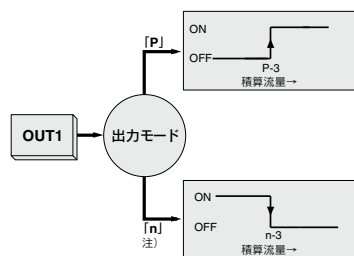 「P」
ON
OFF
P-3
積算流量→
OUT1
出力モード
「n」
注）
ON
OFF
n-3
積算流量→